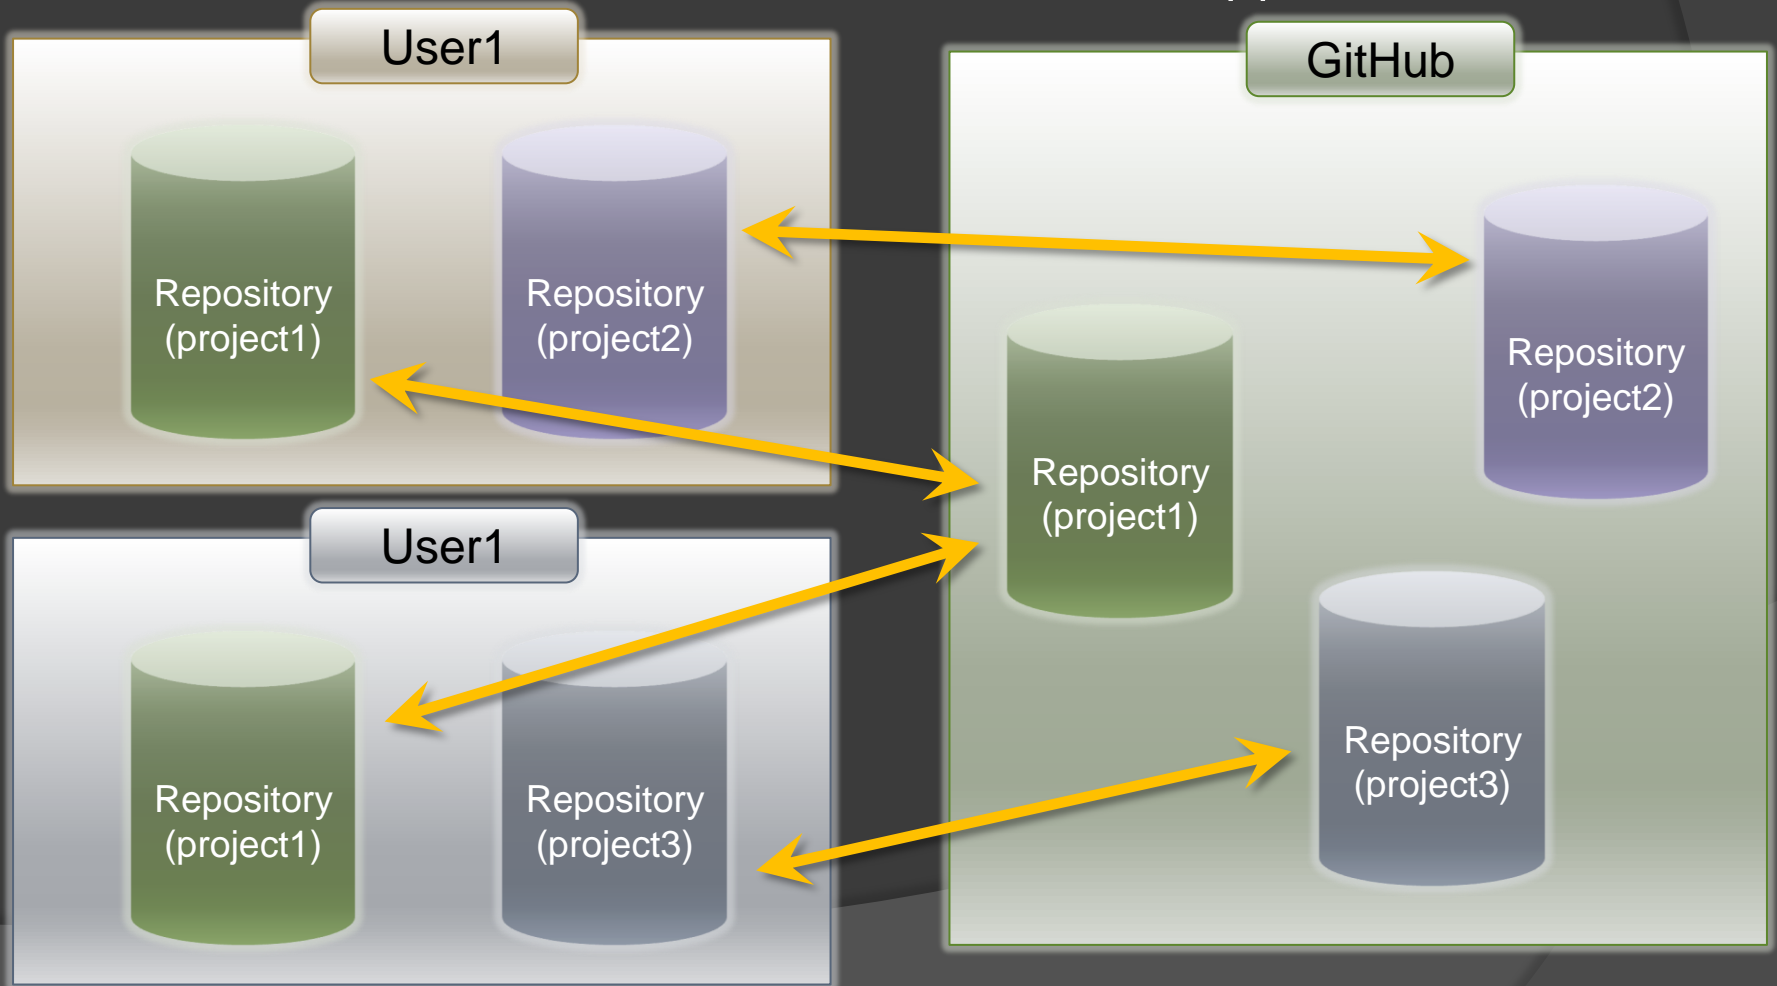 User1
Repository
(project1)
Repository
(project2)
User1
Repository
(project1)
Repository
(project3)
GitHub
Repository
(project2)
Repository
(project1)
Repository
(project3)